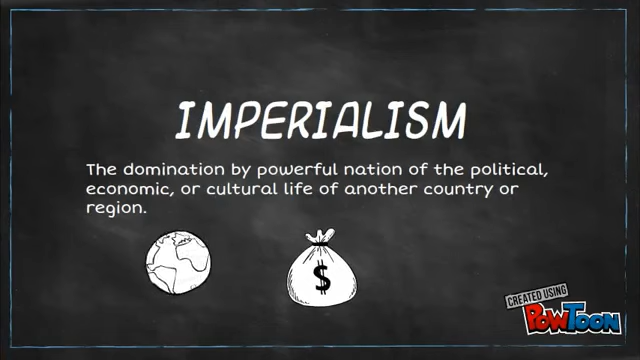 IMPERIALISM
The domination by powerful nation of the political,
economic, or cultural life of another country or
region.
$
CREATED USING
POWTOON